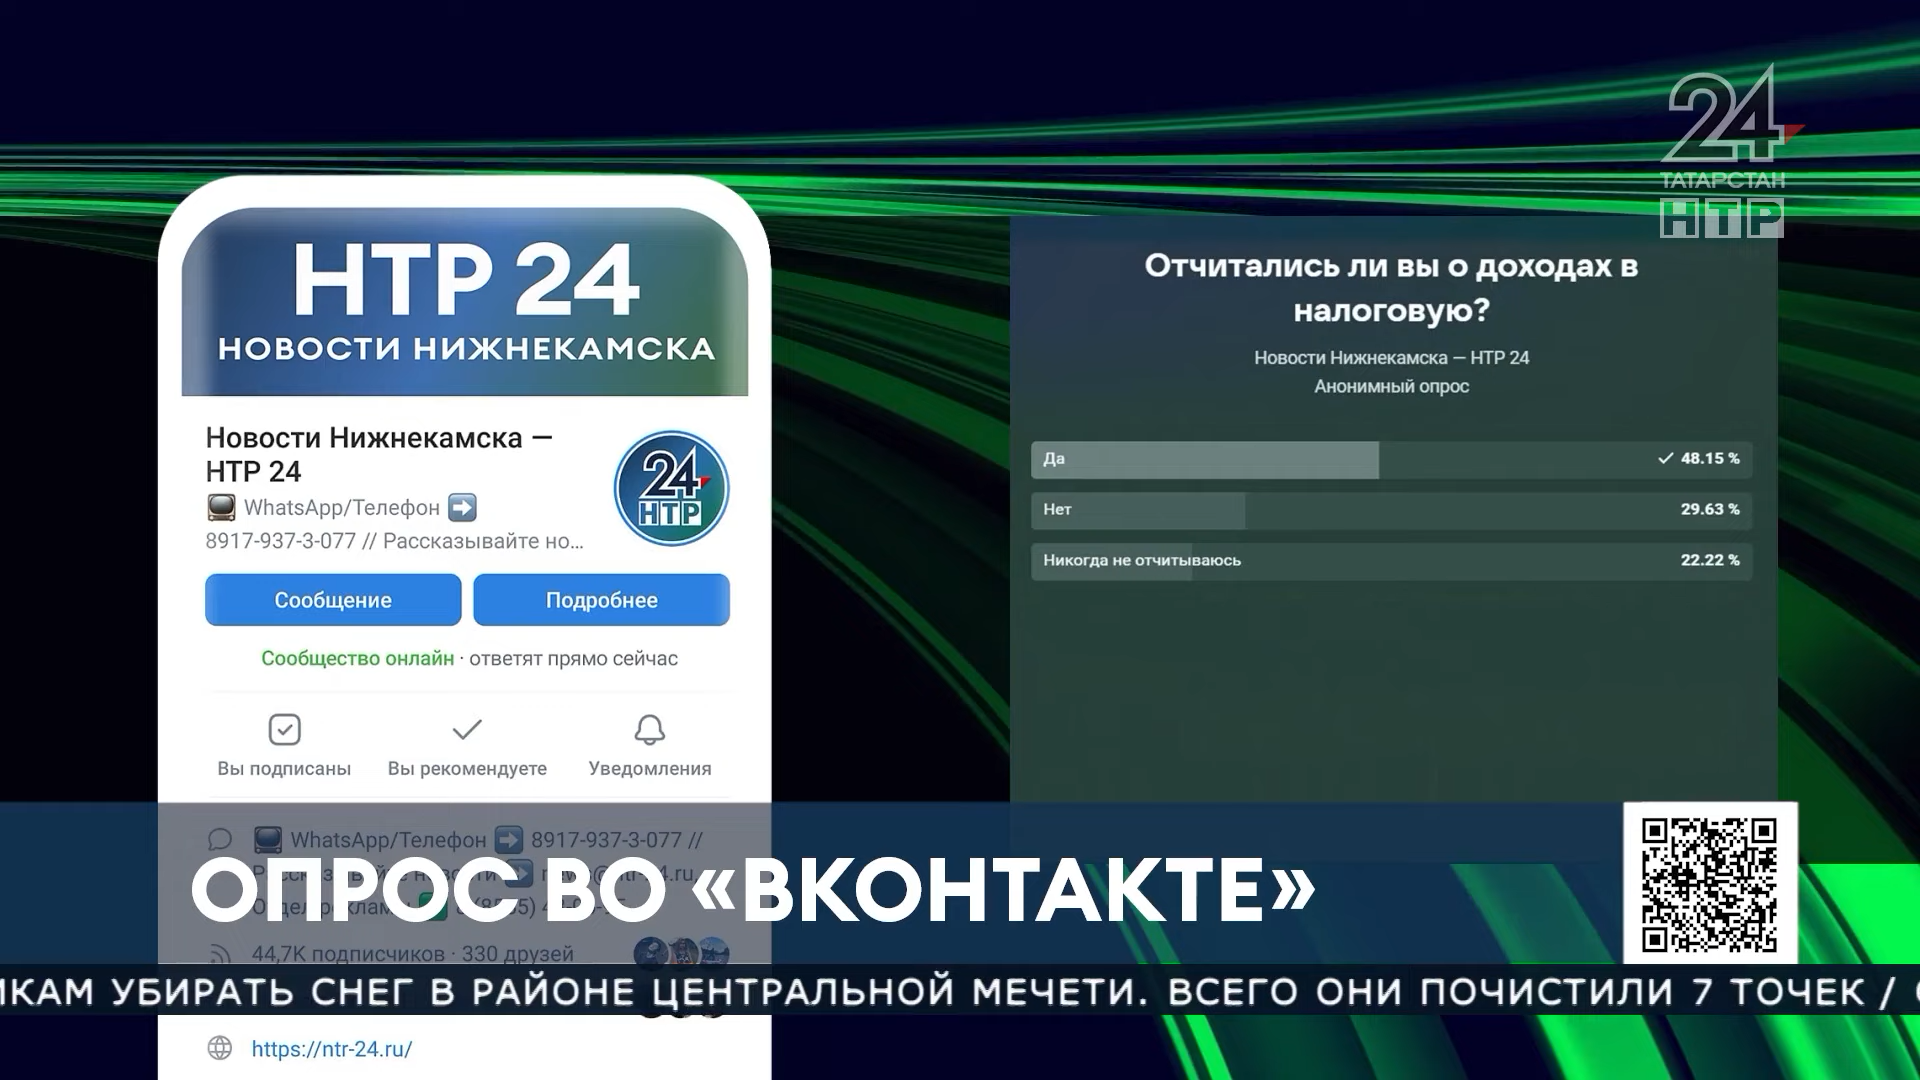 24
ТАТАРСТАН
НТР
НТР 24
НОВОСТИ НИЖНЕКАМСКА
Новости Нижнекамска —
НТР 24
WhatsApp/Телефон
8917-937-3-077 // Рассказывайте но...
24
НТР
Сообщение
Подробнее
Сообщество онлайн · ответят прямо сейчас
Вы подписаны
Вы рекомендуете
Уведомления
Отчитались ли вы о доходах в
налоговую?
Новости Нижнекамска — НТР 24
Анонимный опрос
Да 48.15 %
Нет 29.63 %
Никогда не отчитываюсь 22.22 %
WhatsApp/Телефон 8917-937-3-077 //
ОПРОС ВО «ВКОНТАКТЕ»
44,7K подписчиков · 330 друзей
ИКАМ УБИРАТЬ СНЕГ В РАЙОНЕ ЦЕНТРАЛЬНОЙ МЕЧЕТИ. ВСЕГО ОНИ ПОЧИСТИЛИ 7 ТОЧЕК /
https://ntr-24.ru/